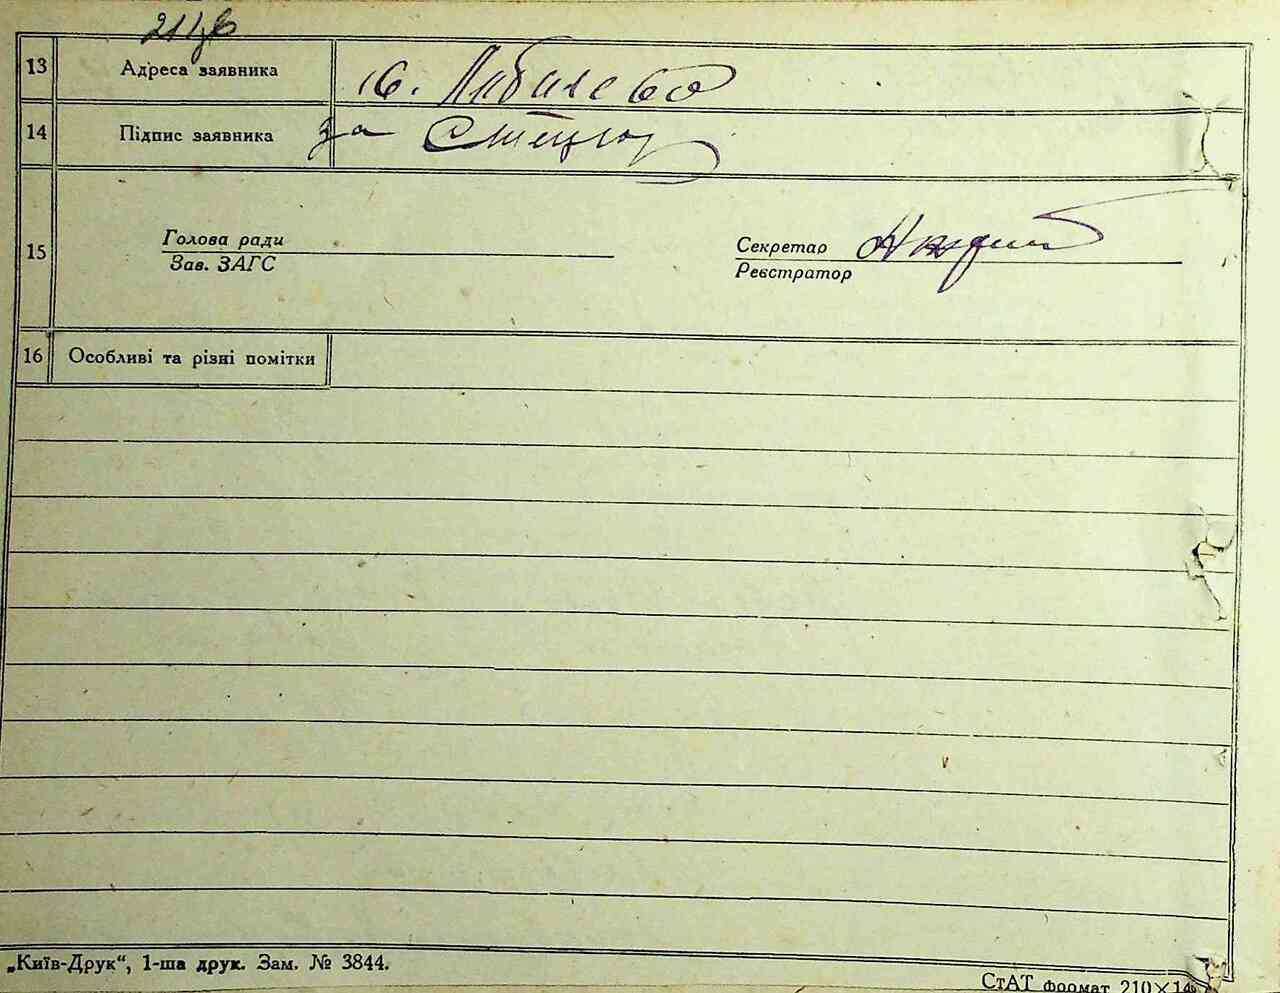 13 Адреса заявника
14 Підпис заявника за Стецюк
15 Голова ради
Зав. ЗАГС
Секретар
Реєстратор
16 Особливі та різні помітки
„Київ-Друк“, 1-ша друк. Зам. № 3844.
СтАТ формат 210×14